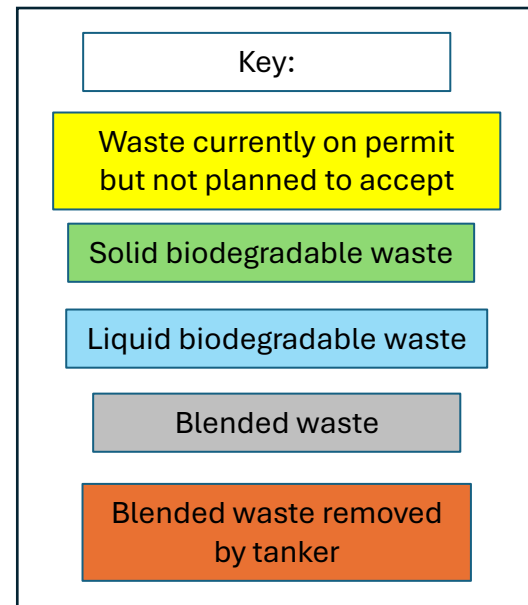 Key:
Waste currently on permit
but not planned to accept
Solid biodegradable waste
Liquid biodegradable waste
Blended waste
Blended waste removed
by tanker